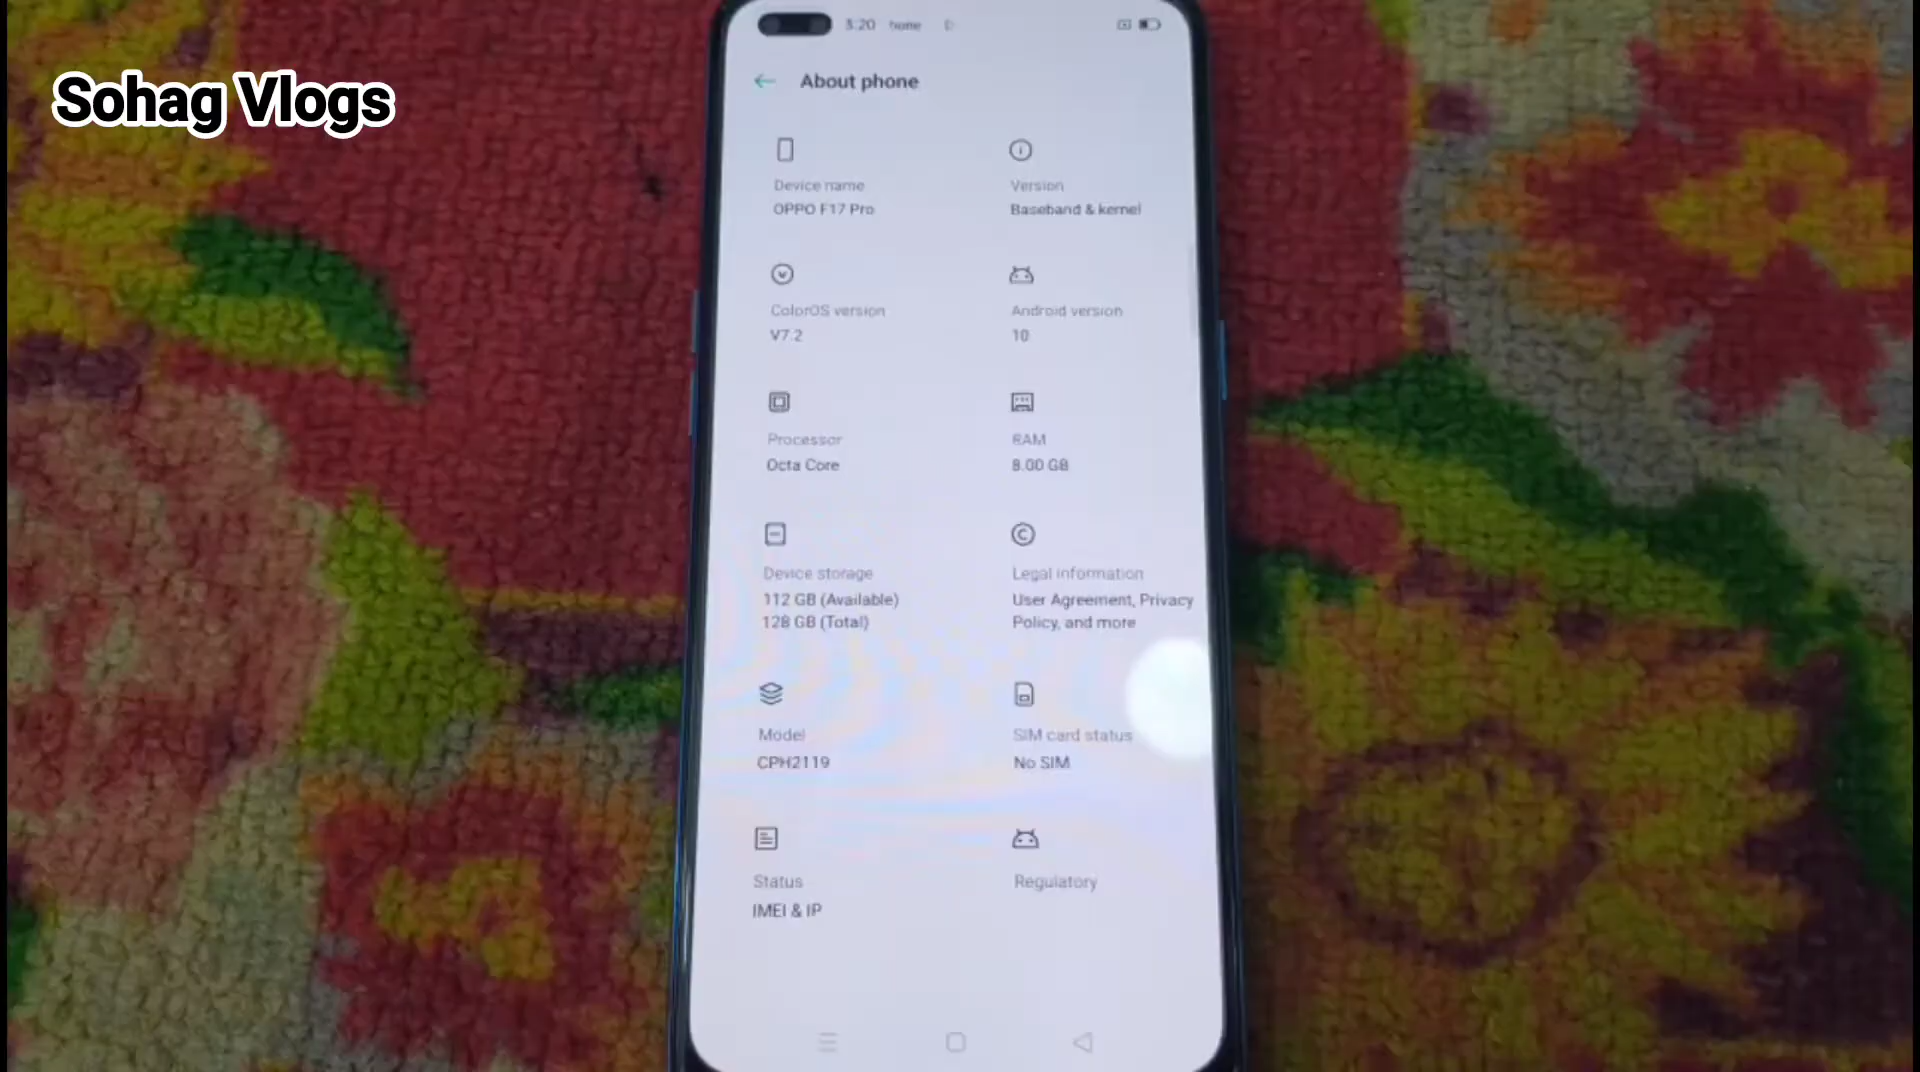 Sohag Vlogs
3:20
About phone
Device name
OPPO F17 Pro
Version
Baseband & kernel
ColorOS version
V7.2
Android version
10
Processor
Octa Core
RAM
8.00 GB
Device storage
112 GB (Available)
128 GB (Total)
Legal information
User Agreement, Privacy
Policy, and more
Model
CPH2119
SIM card status
No SIM
Status
IMEI & IP
Regulatory